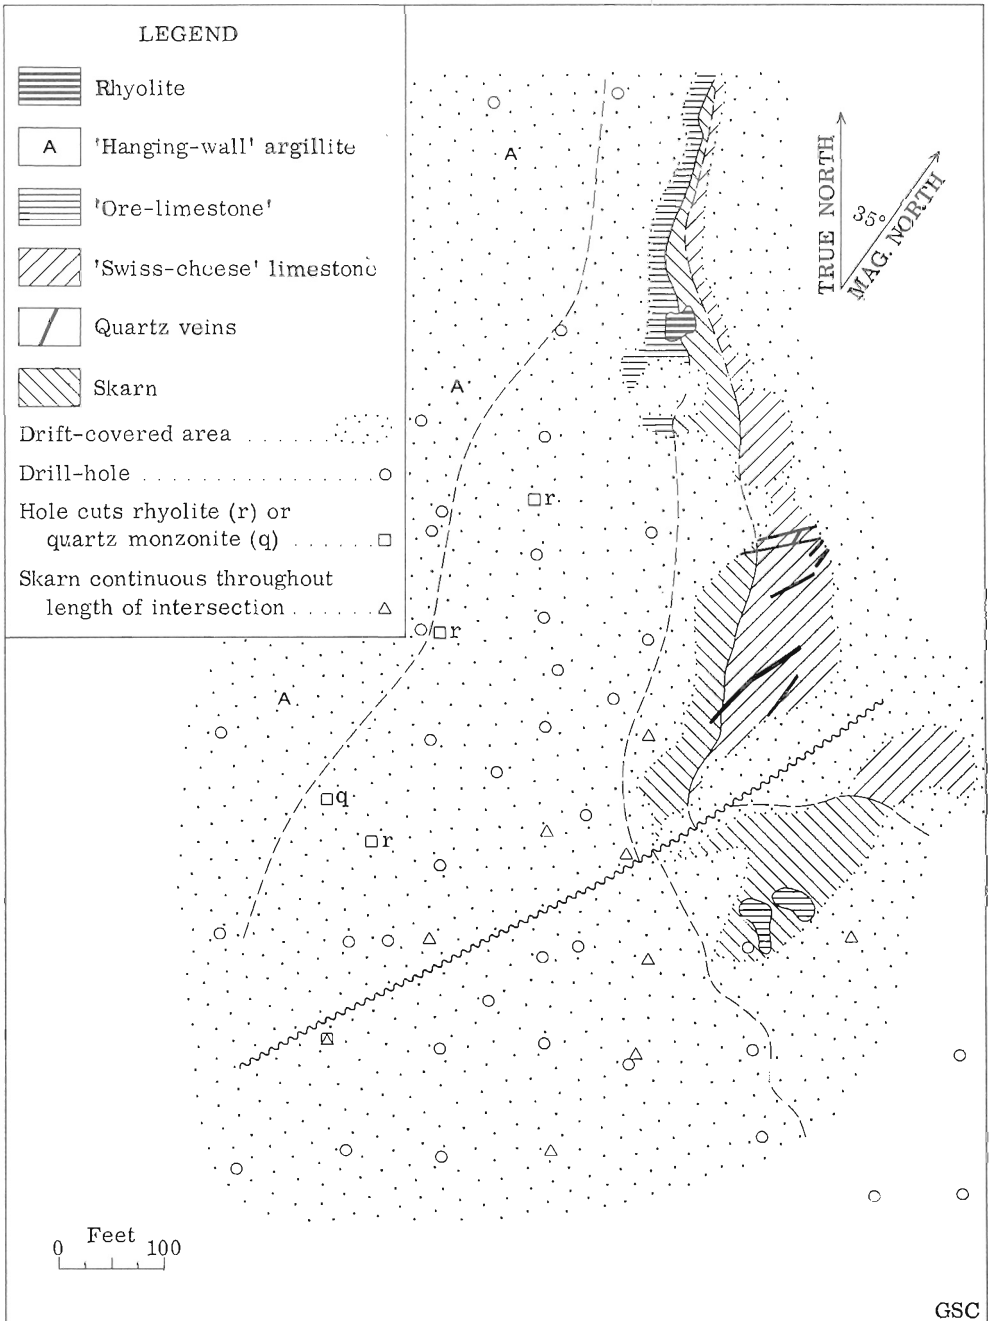 LEGEND
Rhyolite
A 'Hanging-wall' argillite
'Ore-limestone'
'Swiss-cheese' limestone
Quartz veins
Skarn
Drift-covered area
Drill-hole
Hole cuts rhyolite (r) or
quartz monzonite (q)
Skarn continuous throughout
length of intersection
TRUE NORTH
35°
MAG. NORTH
A
A
r
r
A
q
r
Feet
0 100
GSC